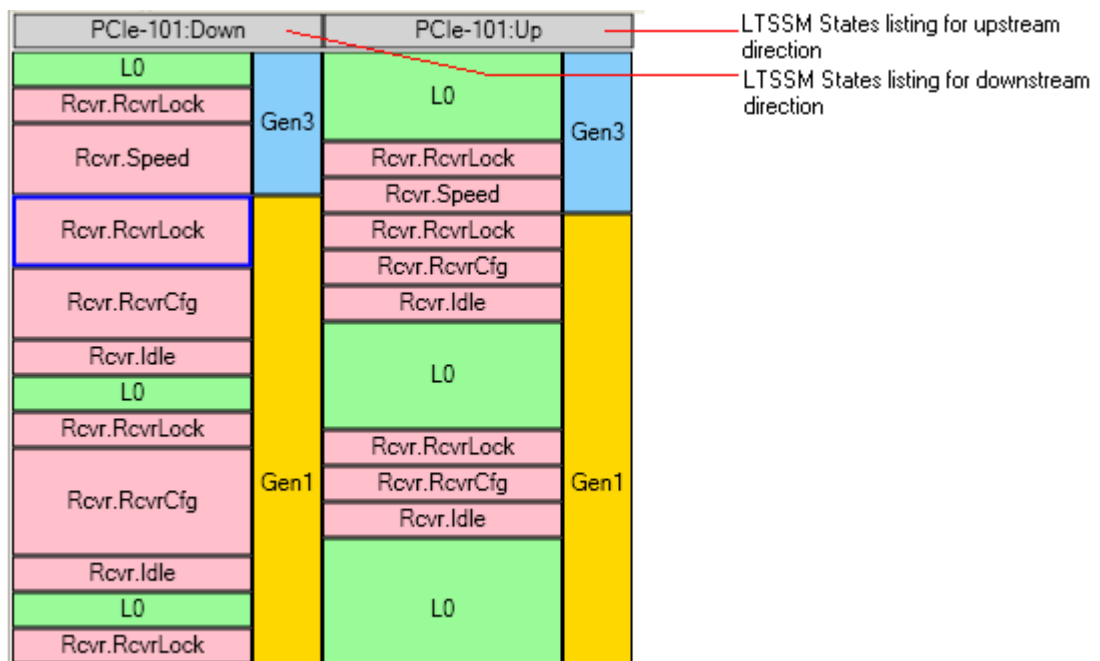 PCIe-101:Down
PCIe-101:Up
LTSSM States listing for upstream
direction
LTSSM States listing for downstream
direction
L0
Rcvr.RcvrLock
Rcvr.Speed
Rcvr.RcvrLock
Rcvr.RcvrCfg
Rcvr.Idle
L0
Rcvr.RcvrLock
Rcvr.RcvrCfg
Rcvr.Idle
L0
Rcvr.RcvrLock
Gen3
Gen1
L0
Rcvr.RcvrLock
Rcvr.Speed
Rcvr.RcvrLock
Rcvr.RcvrCfg
Rcvr.Idle
L0
Rcvr.RcvrLock
Rcvr.RcvrCfg
Rcvr.Idle
L0
Gen3
Gen1